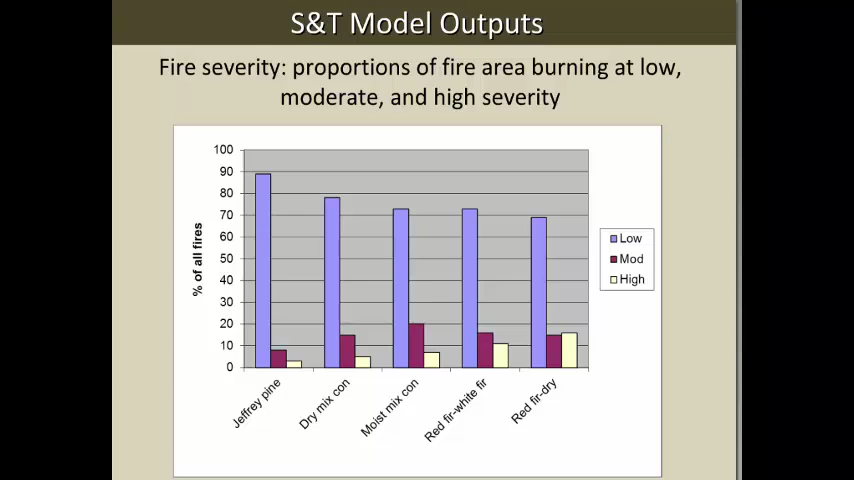 S&T Model Outputs
Fire severity: proportions of fire area burning at low,
moderate, and high severity
100
90
80
70
60
50
40
30
20
10
0
% of all fires
Jeffrey pine
Dry mix con
Moist mix con
Red fir-white fir
Red fir-dry
Low
Mod
High